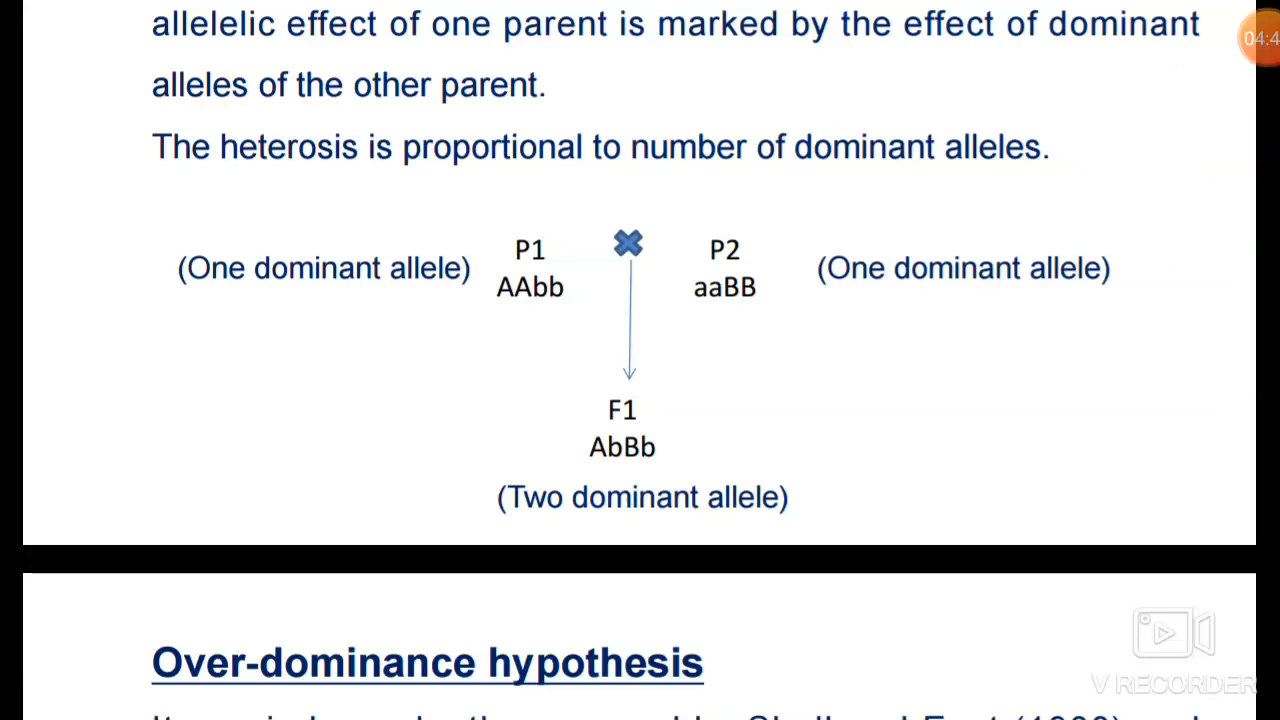 allelelic effect of one parent is marked by the effect of dominant
alleles of the other parent.
The heterosis is proportional to number of dominant alleles.
(One dominant allele) P1 P2 (One dominant allele)
AAbb aaBB
F1
AbBb
(Two dominant allele)
Over-dominance hypothesis
04:4
V RECORDER